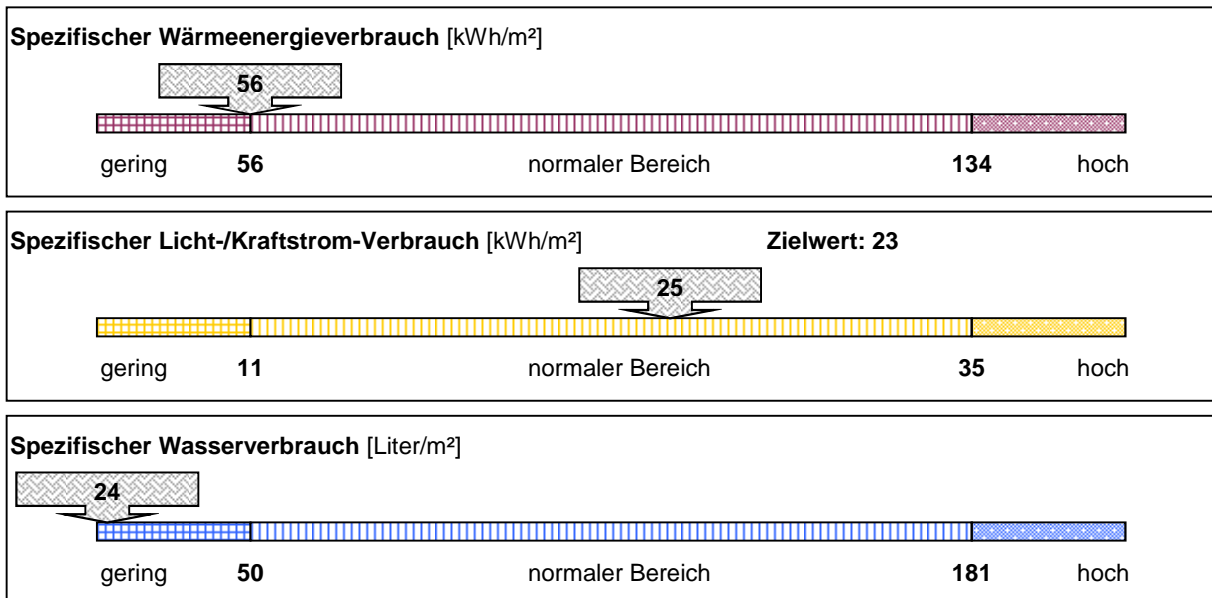 Spezifischer Wärmeenergieverbrauch [kWh/m²]
56
gering 56 normaler Bereich 134 hoch
Spezifischer Licht-/Kraftstrom-Verbrauch [kWh/m²] Zielwert: 23
25
gering 11 normaler Bereich 35 hoch
Spezifischer Wasserverbrauch [Liter/m²]
24
gering 50 normaler Bereich 181 hoch